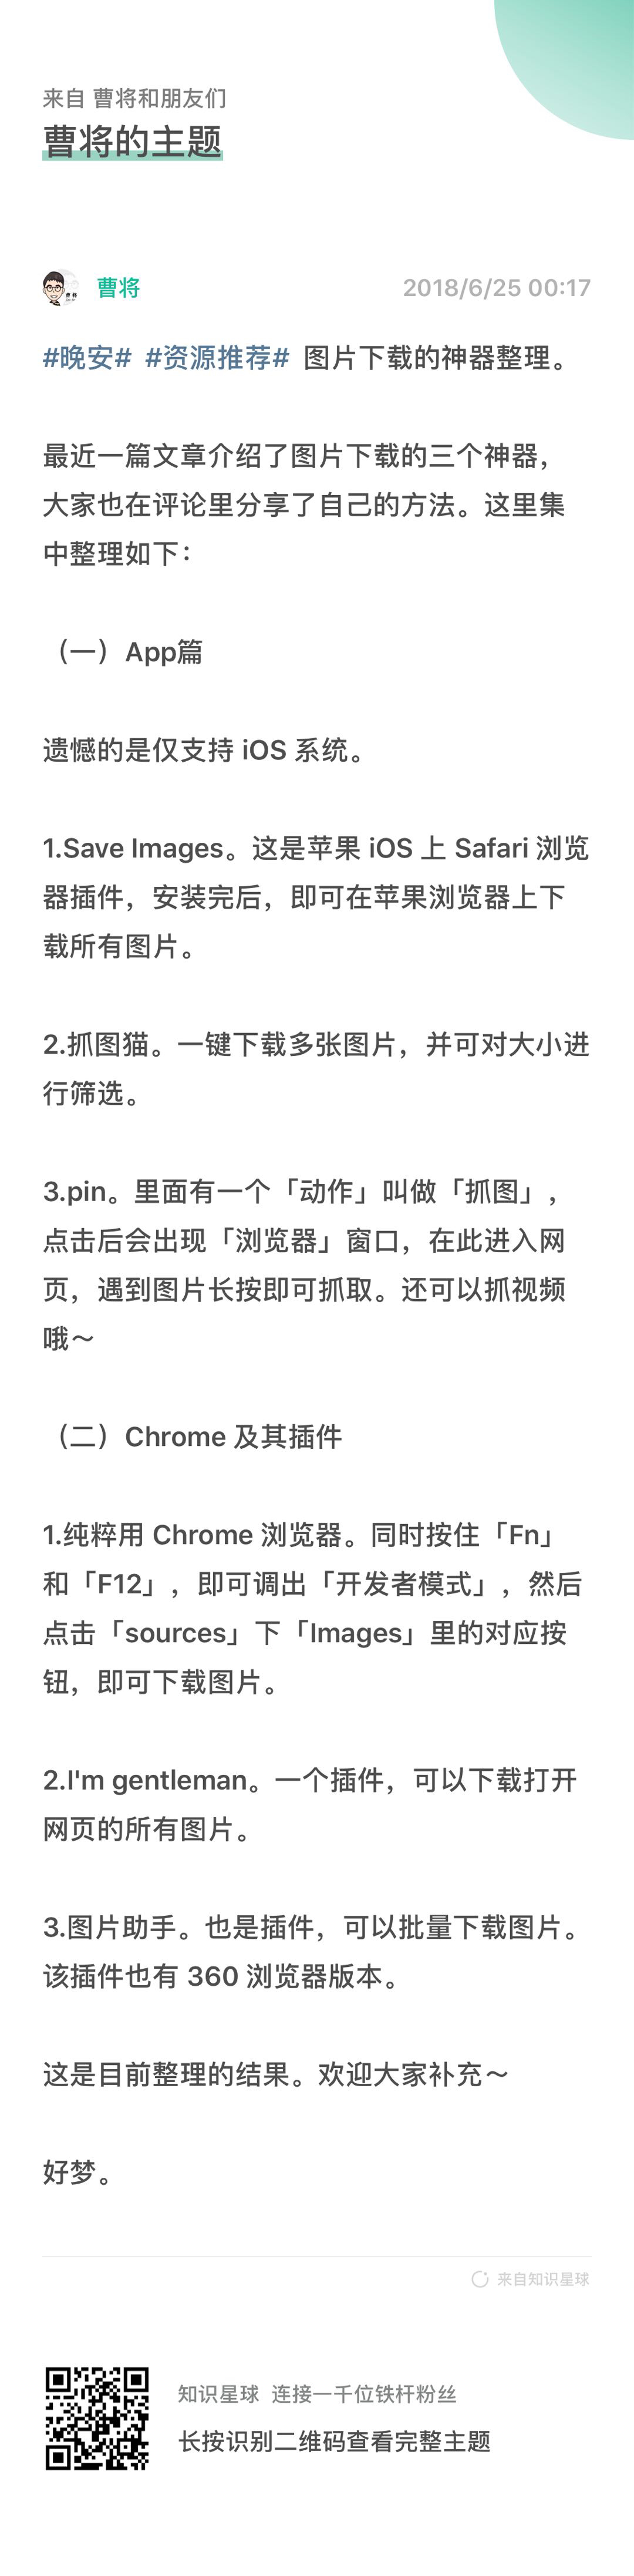 来自 曹将和朋友们
曹将的主题
曹将
2018/6/25 00:17
#晚安# #资源推荐# 图片下载的神器整理。
最近一篇文章介绍了图片下载的三个神器，
大家也在评论里分享了自己的方法。这里集
中整理如下：
（一）App篇
遗憾的是仅支持 iOS 系统。
1.Save Images。这是苹果 iOS 上 Safari 浏览
器插件，安装完后，即可在苹果浏览器上下
载所有图片。
2.抓图猫。一键下载多张图片，并可对大小进
行筛选。
3.pin。里面有一个「动作」叫做「抓图」，
点击后会出现「浏览器」窗口，在此进入网
页，遇到图片长按即可抓取。还可以抓视频
哦～
（二）Chrome 及其插件
1.纯粹用 Chrome 浏览器。同时按住「Fn」
和「F12」，即可调出「开发者模式」，然后
点击「sources」下「Images」里的对应按
钮，即可下载图片。
2.I'm gentleman。一个插件，可以下载打开
网页的所有图片。
3.图片助手。也是插件，可以批量下载图片。
该插件也有 360 浏览器版本。
这是目前整理的结果。欢迎大家补充～
好梦。
来自知识星球
知识星球 连接一千位铁杆粉丝
长按识别二维码查看完整主题